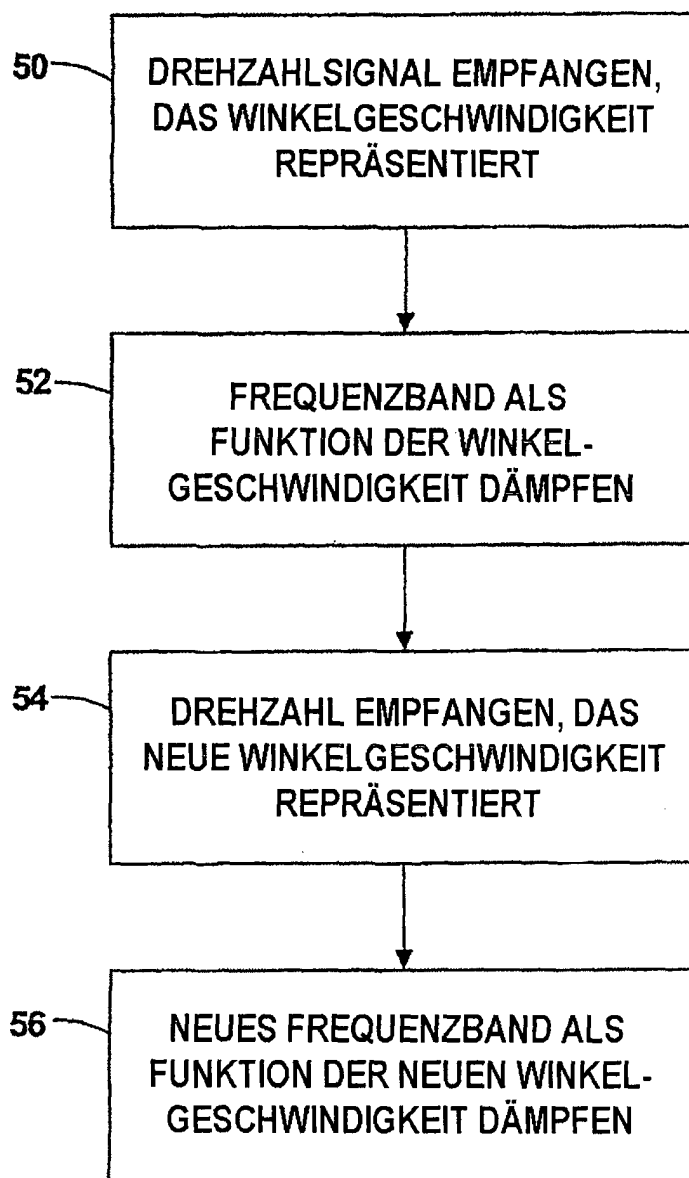 50
DREHZAHLSIGNAL EMPFANGEN,
DAS WINKELGESCHWINDIGKEIT
REPRÄSENTIERT
52
FREQUENZBAND ALS
FUNKTION DER WINKEL-
GESCHWINDIGKEIT DÄMPFEN
54
DREHZAHL EMPFANGEN, DAS
NEUE WINKELGESCHWINDIGKEIT
REPRÄSENTIERT
56
NEUES FREQUENZBAND ALS
FUNKTION DER NEUEN WINKEL-
GESCHWINDIGKEIT DÄMPFEN